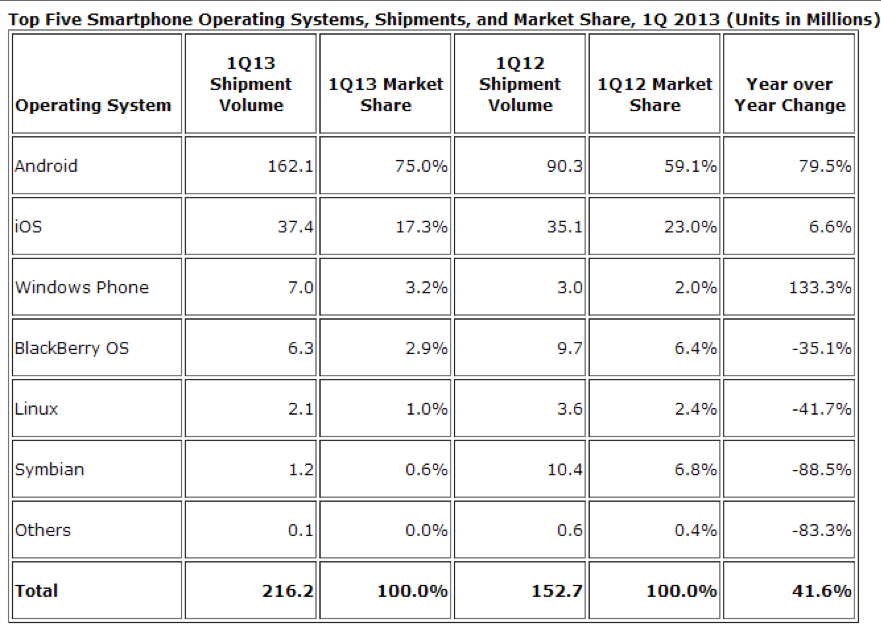 Top Five Smartphone Operating Systems, Shipments, and Market Share, 1Q 2013 (Units in Millions)
Operating System 1Q13 Shipment Volume 1Q13 Market Share 1Q12 Shipment Volume 1Q12 Market Share Year over Year Change
Android 162.1 75.0% 90.3 59.1% 79.5%
iOS 37.4 17.3% 35.1 23.0% 6.6%
Windows Phone 7.0 3.2% 3.0 2.0% 133.3%
BlackBerry OS 6.3 2.9% 9.7 6.4% -35.1%
Linux 2.1 1.0% 3.6 2.4% -41.7%
Symbian 1.2 0.6% 10.4 6.8% -88.5%
Others 0.1 0.0% 0.6 0.4% -83.3%
Total 216.2 100.0% 152.7 100.0% 41.6%